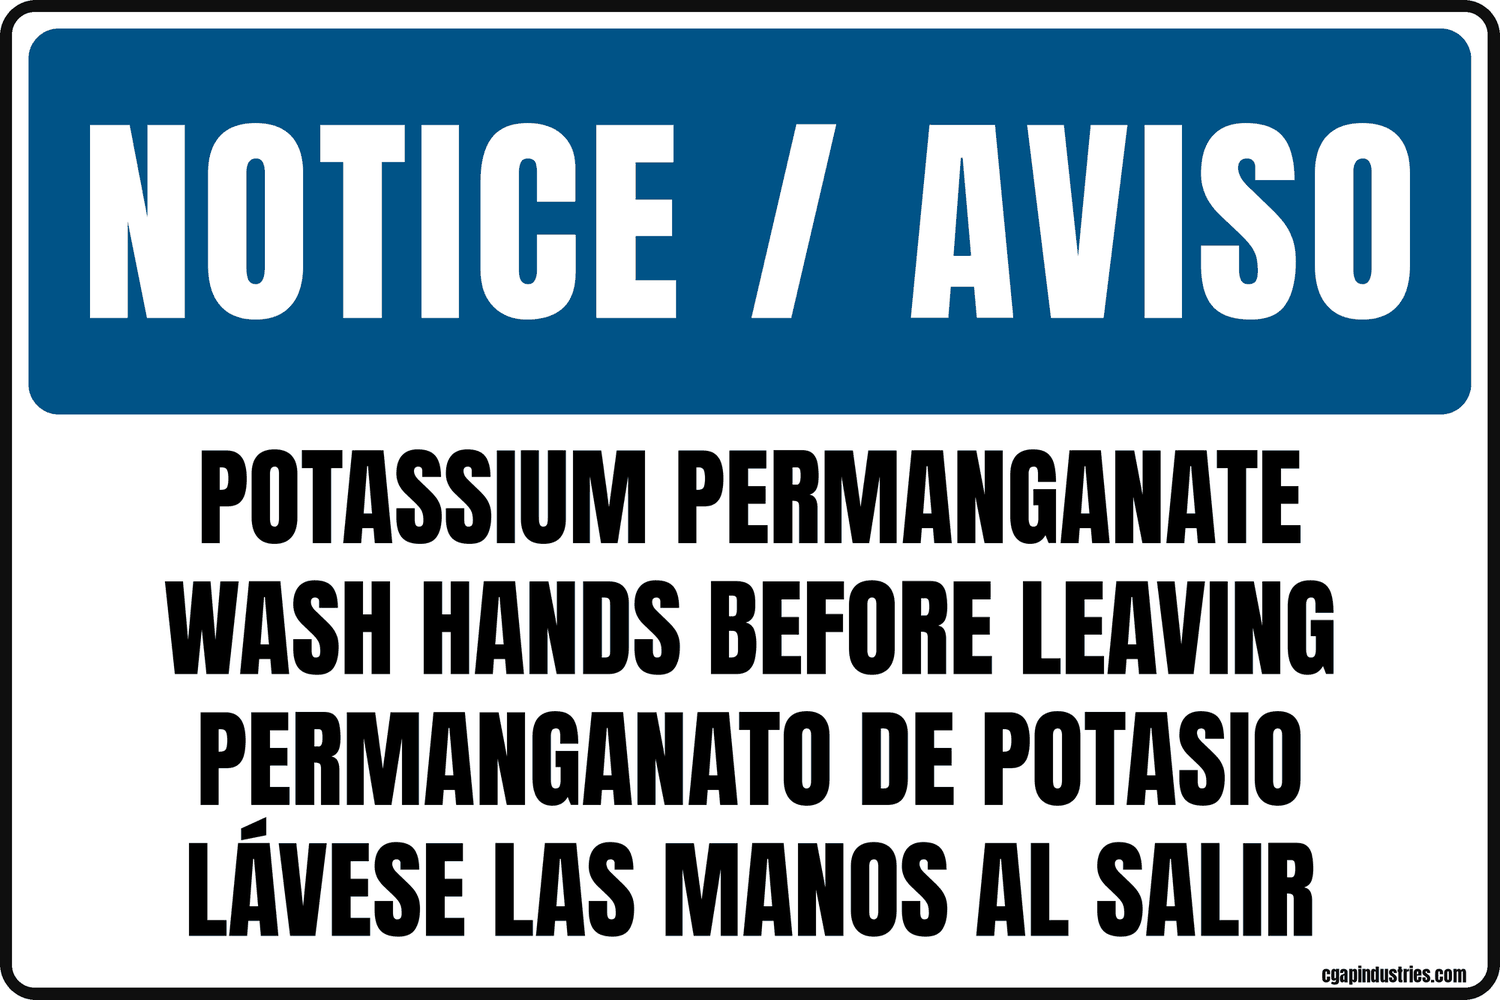 NOTICE / AVISO
POTASSIUM PERMANGANATE
WASH HANDS BEFORE LEAVING
PERMANGANATO DE POTASIO
LÁVESE LAS MANOS AL SALIR
cgapindustries.com